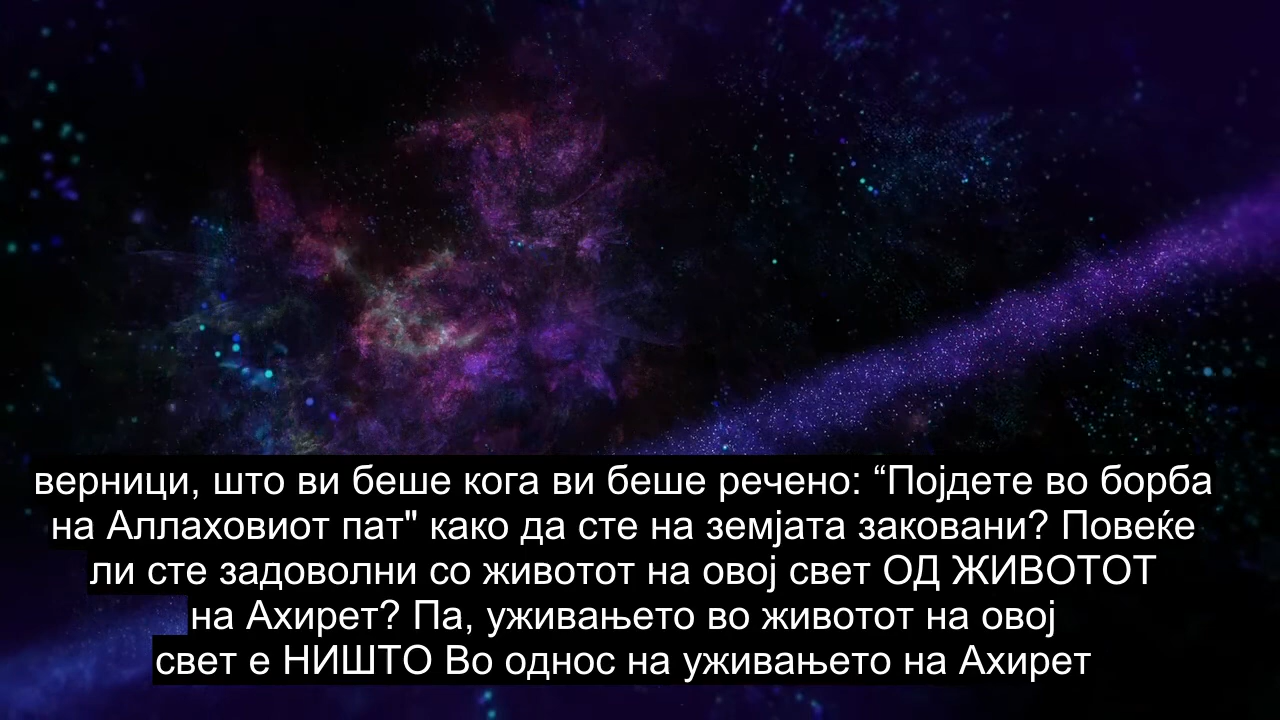 верници, што ви беше кога ви беше речено: “Појдете во борба
на Аллаховиот пат" како да сте на земјата заковани? Повеќе
ли сте задоволни со животот на овој свет ОД ЖИВОТОТ
на Ахирет? Па, уживањето во животот на овој
свет е НИШТО Во однос на уживањето на Ахирет